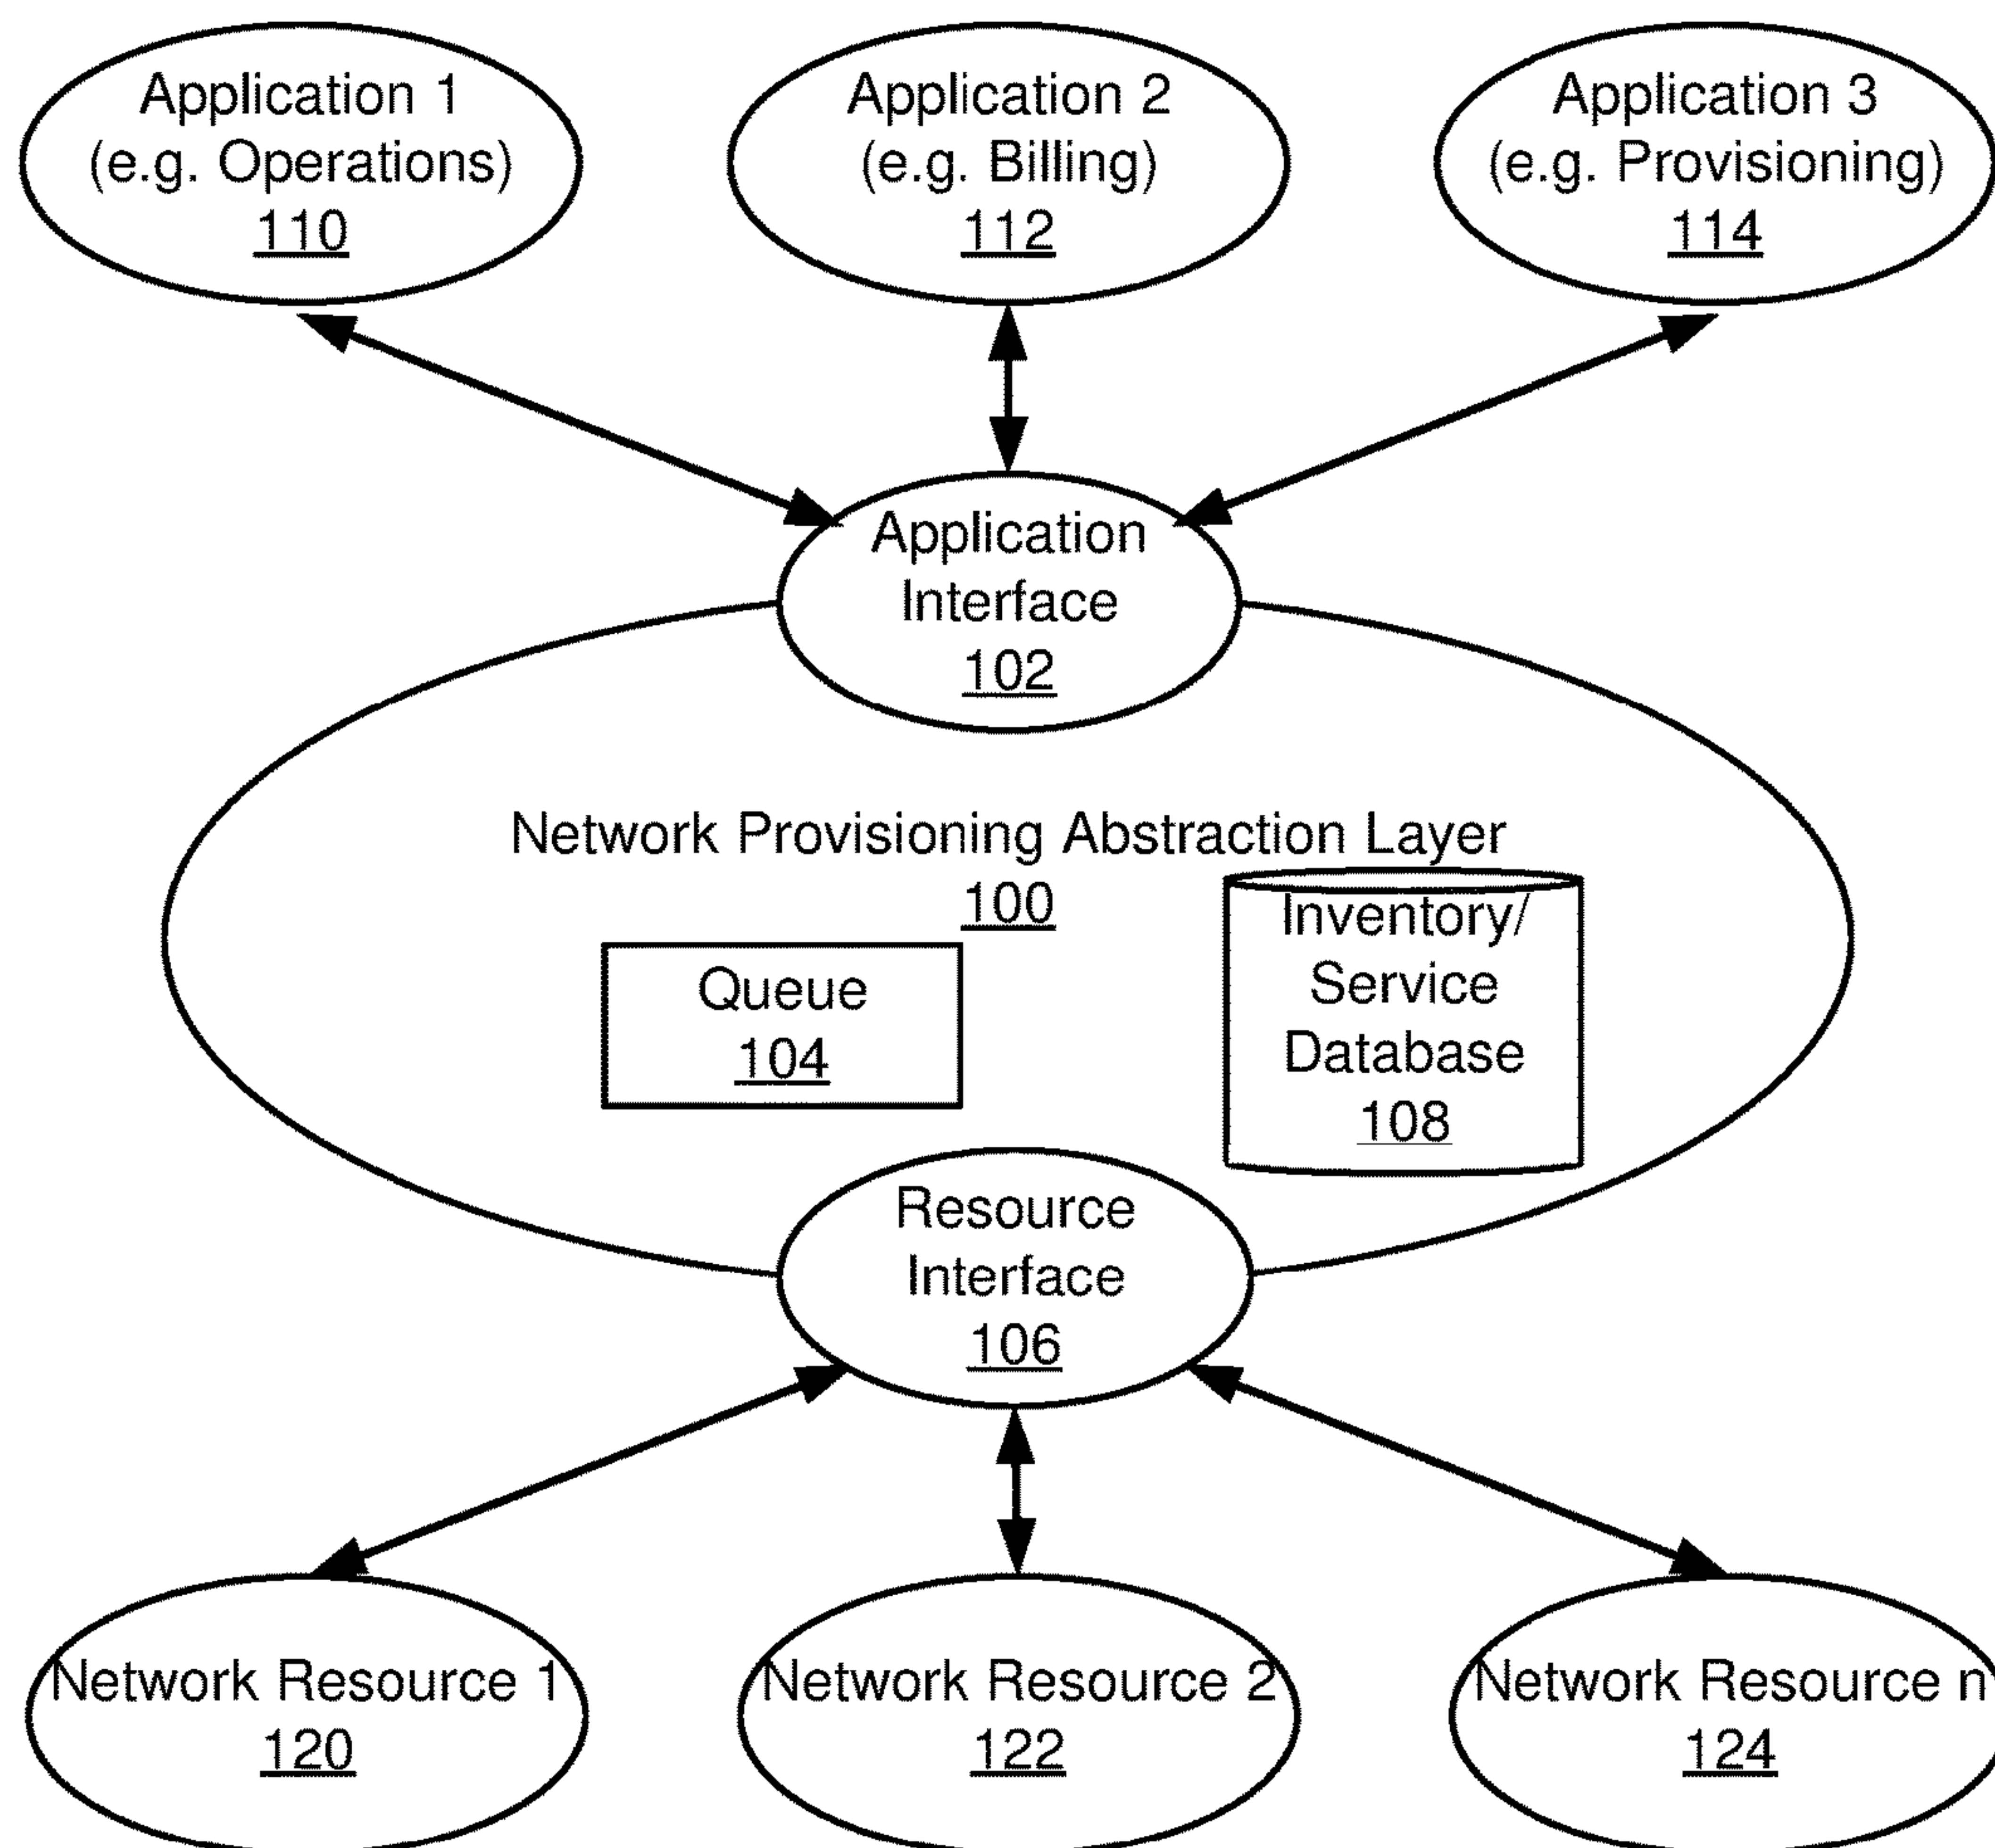 Application 1
(e.g. Operations)
110
Application 2
(e.g. Billing)
112
Application 3
(e.g. Provisioning)
114
Application
Interface
102
Network Provisioning Abstraction Layer
100
Queue
104
Inventory/
Service
Database
108
Resource
Interface
106
Network Resource 1
120
Network Resource 2
122
Network Resource n
124